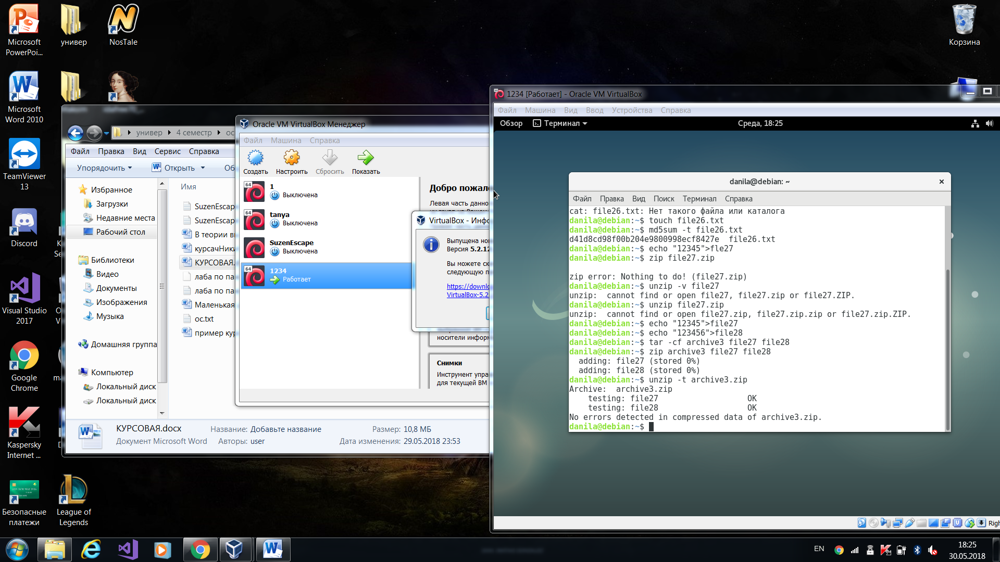 Microsoft PowerPoi...
универ
NosTale
Корзина
Microsoft Word 2010
TeamViewer 13
Discord
Visual Studio 2017
Google Chrome
Kaspersky Internet ...
Безопасные платежи
League of Legends
универ
4 семестр
Файл Правка Вид Сервис Справка
Упорядочить Открыть
Избранное
Загрузки
Недавние места
Рабочий стол
Библиотеки
Видео
Документы
Изображения
Музыка
Домашняя группа
Компьютер
Локальный диск
Локальный диск
Имя
SuzenEscap
SuzenEscap
В теории в
курсачНики
КУРСОВАЯ.
лаба по па
лаба по па
Маленькая
ос.txt
пример кур
КУРСОВАЯ.docx Название: Добавьте название Размер: 10,8 МБ
Документ Microsoft Word Авторы: user Дата изменения: 29.05.2018 23:53
Oracle VM VirtualBox Менеджер
Файл Машина Справка
Создать Настроить Сбросить Показать
64
1
Выключена
64
tanya
Выключена
SuzenEscape
Выключена
64
1234
Работает
Добро пожал
Левая часть данно
VirtualBox - Инфо
Выпущена но
Версия 5.2.12
Вы можете ск
следующую п
https://downlo
VirtualBox-5.2
носители информ
Снимки
Инструмент упра
для текущей ВМ
1234 [Работает] - Oracle VM VirtualBox
Файл Машина Вид Ввод Устройства Справка
Обзор Терминал Среда, 18:25
danila@debian: ~
Файл Правка Вид Поиск Терминал Справка
cat: file26.txt: Нет такого файла или каталога
danila@debian:~$ touch file26.txt
danila@debian:~$ md5sum -t file26.txt
d41d8cd98f00b204e9800998ecf8427e  file26.txt
danila@debian:~$ echo "12345">fle27
danila@debian:~$ zip file27.zip
zip error: Nothing to do! (file27.zip)
danila@debian:~$ unzip -v file27
unzip:  cannot find or open file27, file27.zip or file27.ZIP.
danila@debian:~$ unzip file27.zip
unzip:  cannot find or open file27.zip, file27.zip.zip or file27.zip.ZIP.
danila@debian:~$ echo "12345">file27
danila@debian:~$ echo "123456">file28
danila@debian:~$ tar -cf archive3 file27 file28
danila@debian:~$ zip archive3 file27 file28
adding: file27 (stored 0%)
adding: file28 (stored 0%)
danila@debian:~$ unzip -t archive3.zip
Archive:  archive3.zip
testing: file27 OK
testing: file28 OK
No errors detected in compressed data of archive3.zip.
danila@debian:~$
Righ
EN
18:25
30.05.2018